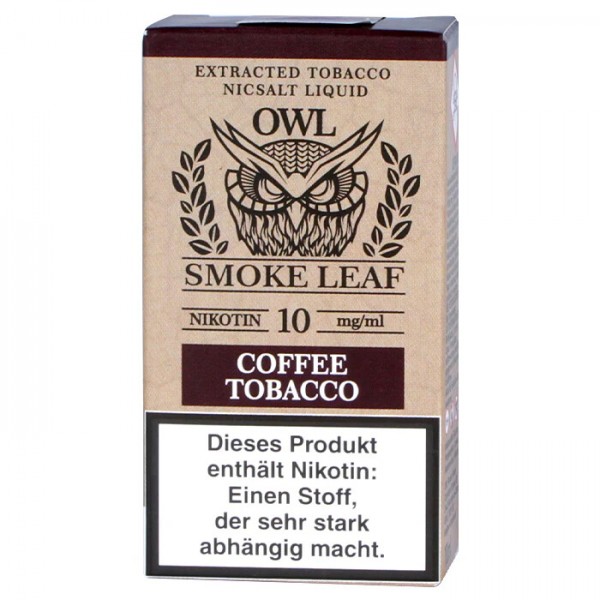 EXTRACTED TOBACCO
NICSALT LIQUID
OWL
SMOKE LEAF
NIKOTIN 10 mg/ml
COFFEE
TOBACCO
Dieses Produkt
enthält Nikotin:
Einen Stoff,
der sehr stark
abhängig macht.